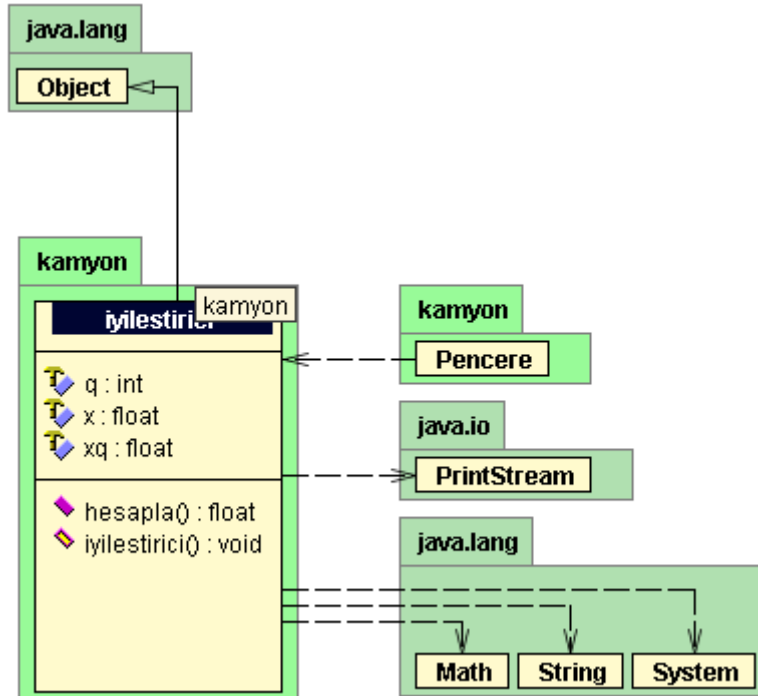 java.lang
Object
kamyon
iyilestirici
kamyon
q : int
x : float
xq : float
hesapla() : float
iyilestirici() : void
kamyon
Pencere
java.io
PrintStream
java.lang
Math String System